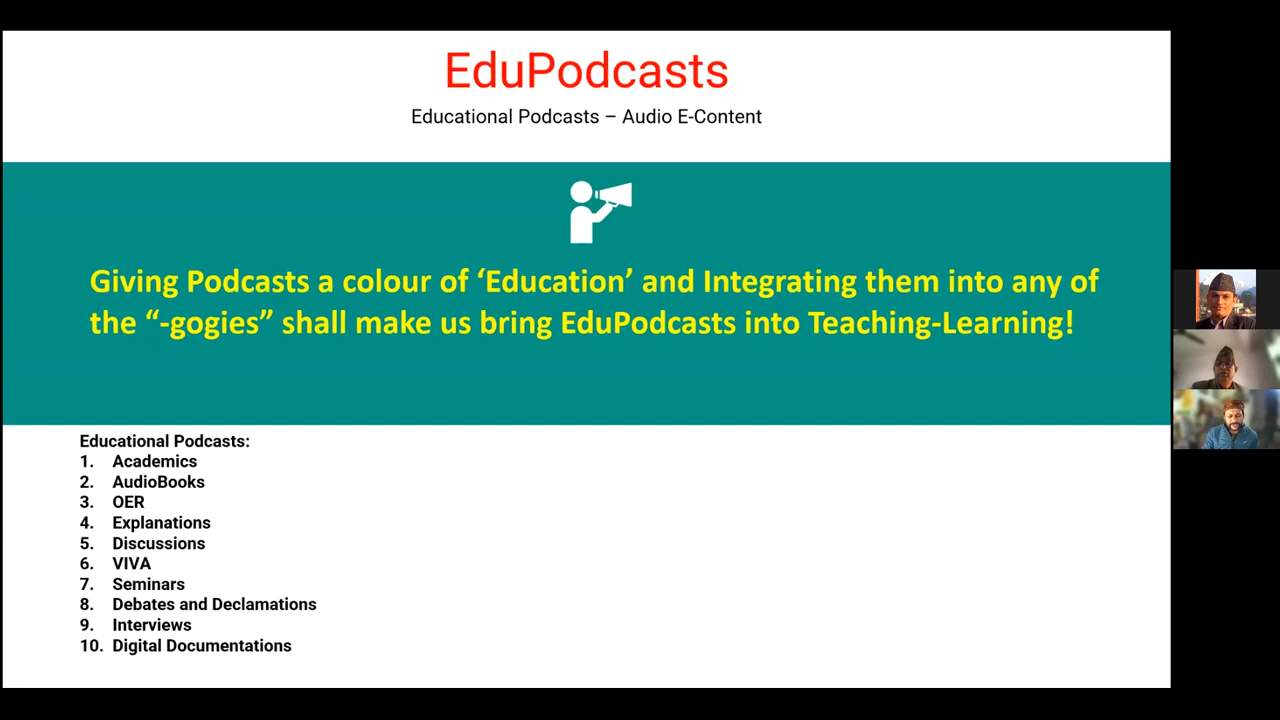 EduPodcasts
Educational Podcasts – Audio E-Content
Giving Podcasts a colour of ‘Education’ and Integrating them into any of
the “-gogies” shall make us bring EduPodcasts into Teaching-Learning!
Educational Podcasts:
1. Academics
2. AudioBooks
3. OER
4. Explanations
5. Discussions
6. VIVA
7. Seminars
8. Debates and Declamations
9. Interviews
10. Digital Documentations